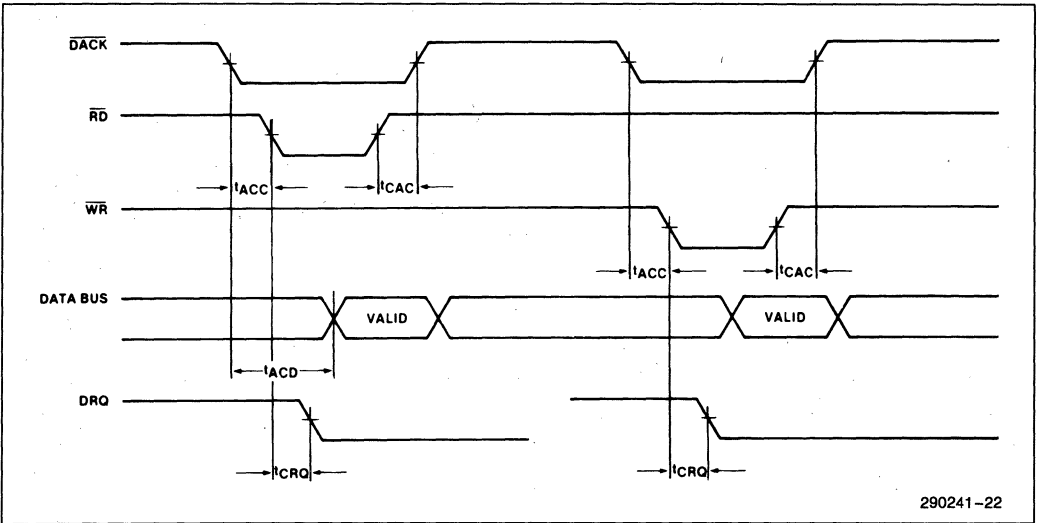 DACK
RD
tACC
tCAC
WR
tACC
tCAC
DATA BUS
VALID
VALID
tACD
DRQ
tCRQ
tCRQ
290241-22